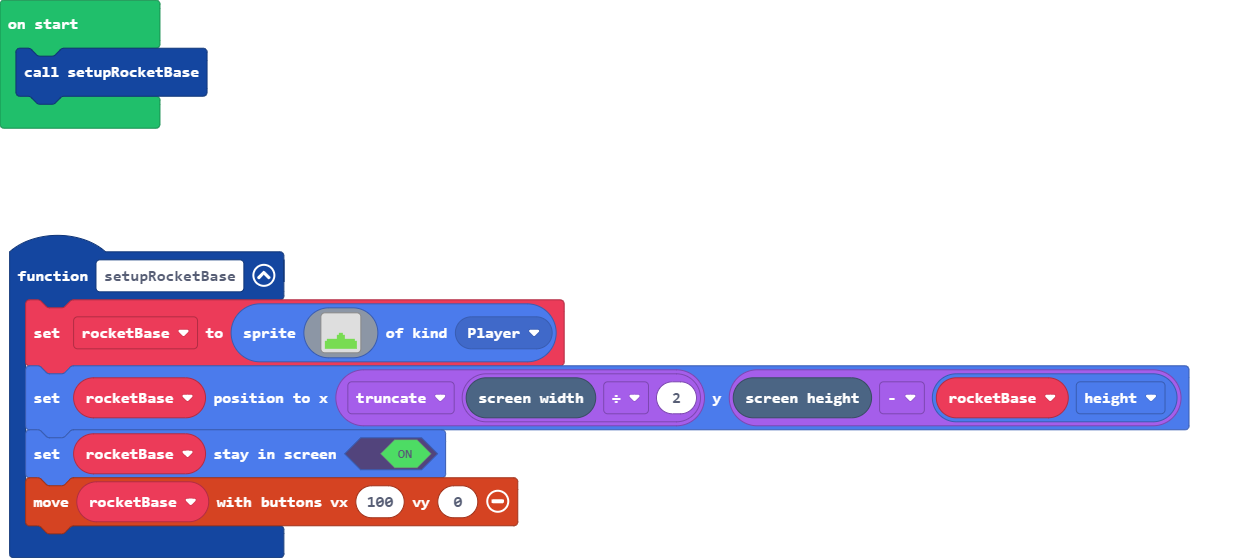 on start
call setupRocketBase
function setupRocketBase
set rocketBase to sprite of kind Player
set rocketBase position to x truncate screen width ÷ 2 y screen height - rocketBase height
set rocketBase stay in screen ON
move rocketBase with buttons vx 100 vy 0